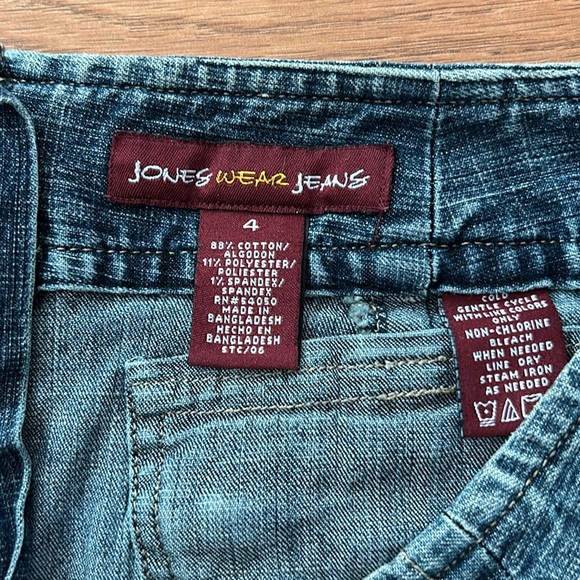 JONES WEAR JEANS
4
88% COTTON/
ALGODON
11% POLYESTER/
POLIESTER
1% SPANDEX/
SPANDEX
RN#54050
MADE IN
BANGLADESH
HECHO EN
BANGLADESH
STC/06
COLD
GENTLE CYCLE
WITH LIKE COLORS
ONLY
NON-CHLORINE
BLEACH
WHEN NEEDED
LINE DRY
STEAM IRON
AS NEEDED